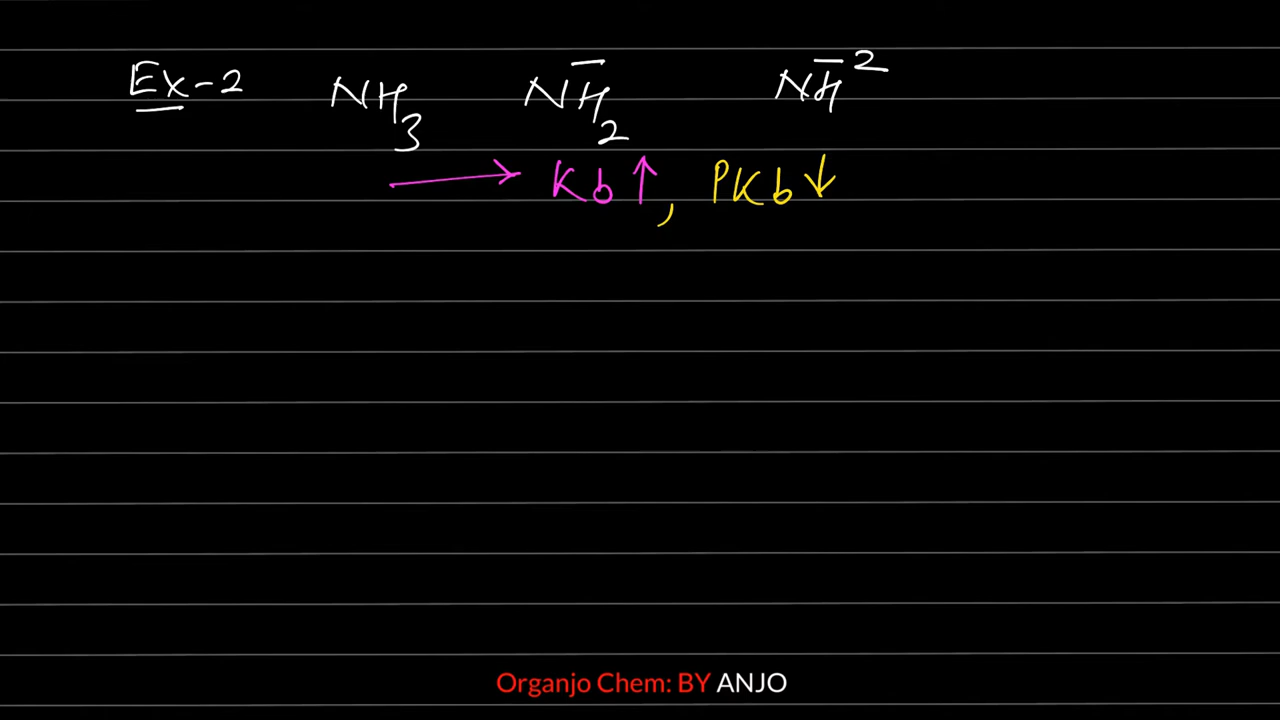 Ex-2 NH₃ NH₂⁻ NH⁻²
→ Kb↑, PKb↓
Organjo Chem: BY ANJO